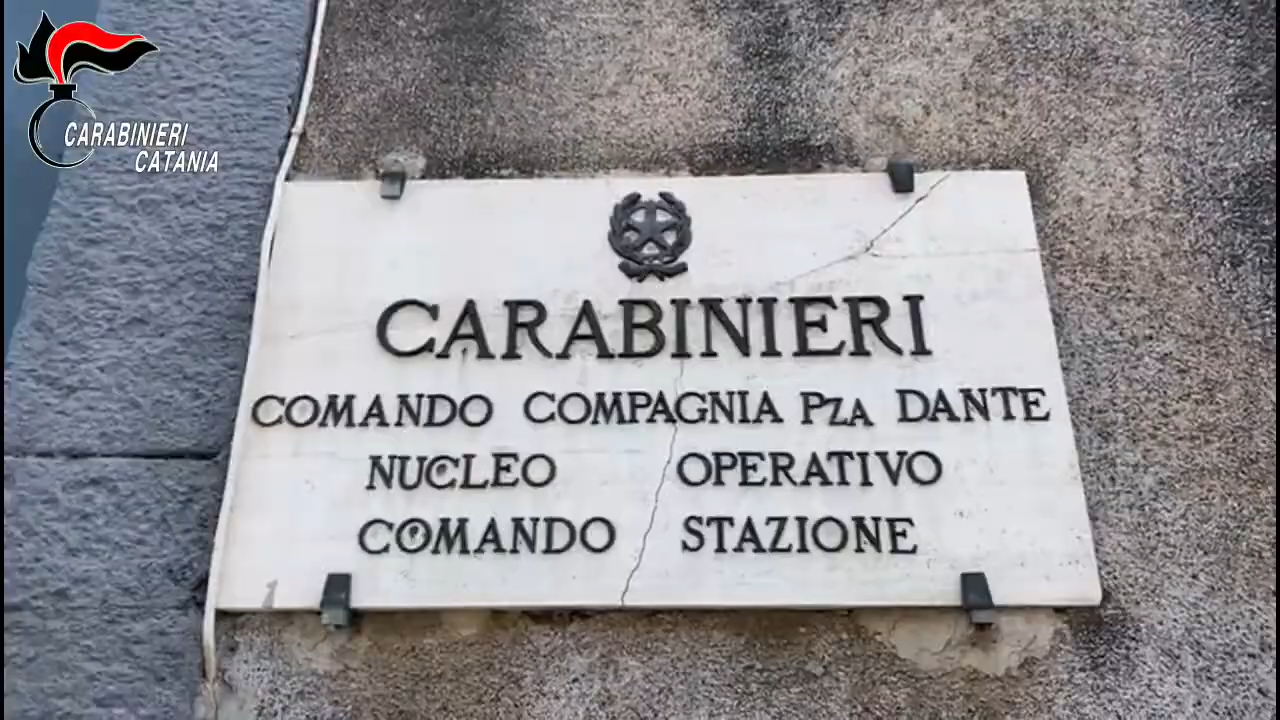 CARABINIERI
CATANIA
CARABINIERI
COMANDO COMPAGNIA PZA DANTE
NUCLEO OPERATIVO
COMANDO STAZIONE